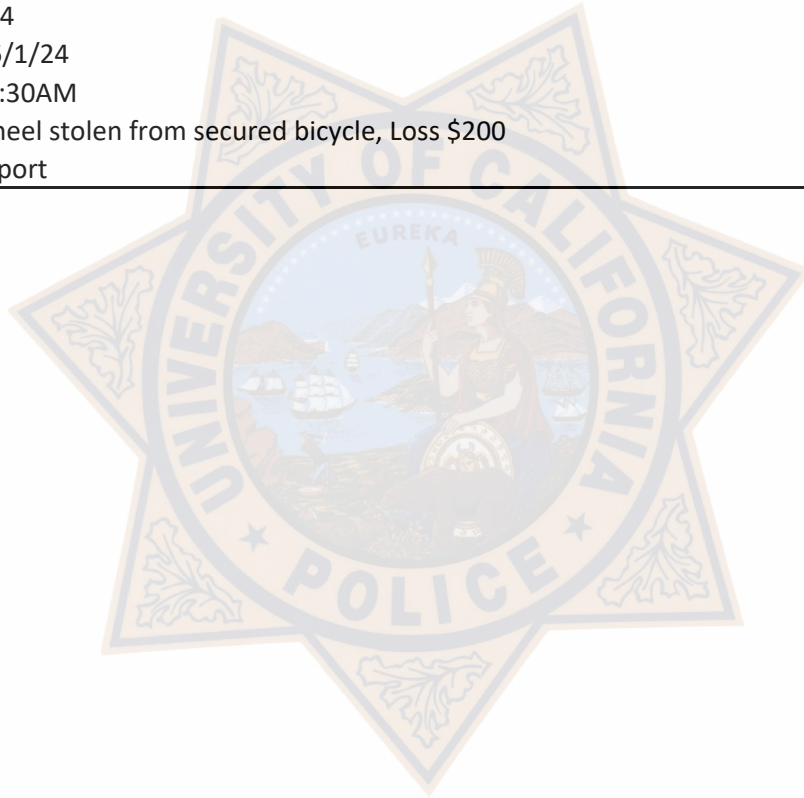 4
/1/24
:30AM
heel stolen from secured bicycle, Loss $200
port
UNIVERSITY OF CALIFORNIA
EUREKA
POLICE